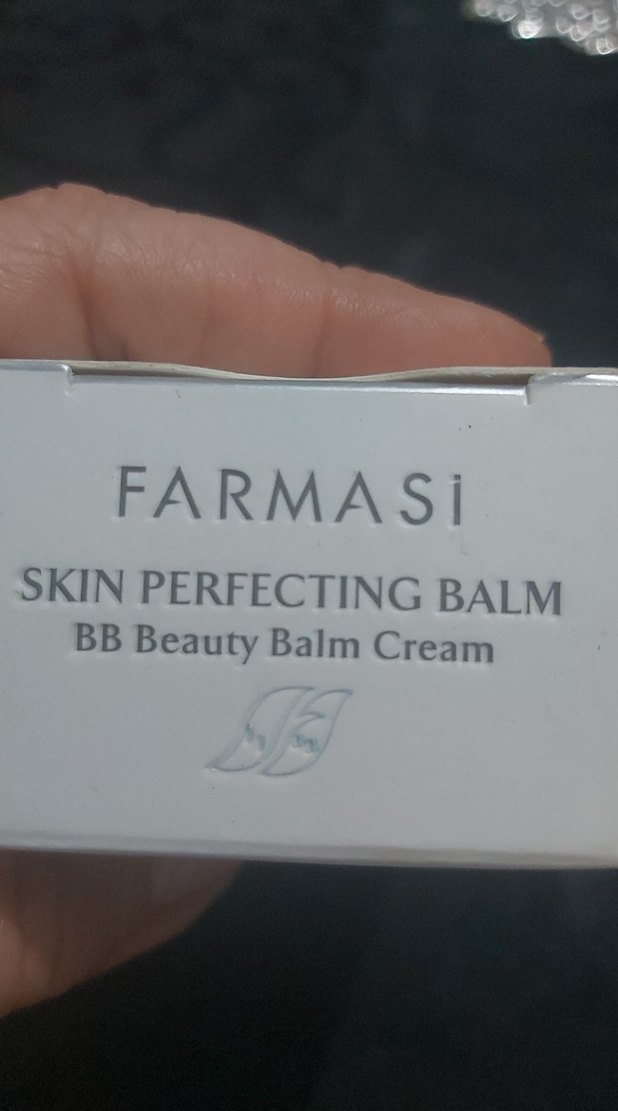 FARMASi
SKIN PERFECTING BALM
BB Beauty Balm Cream